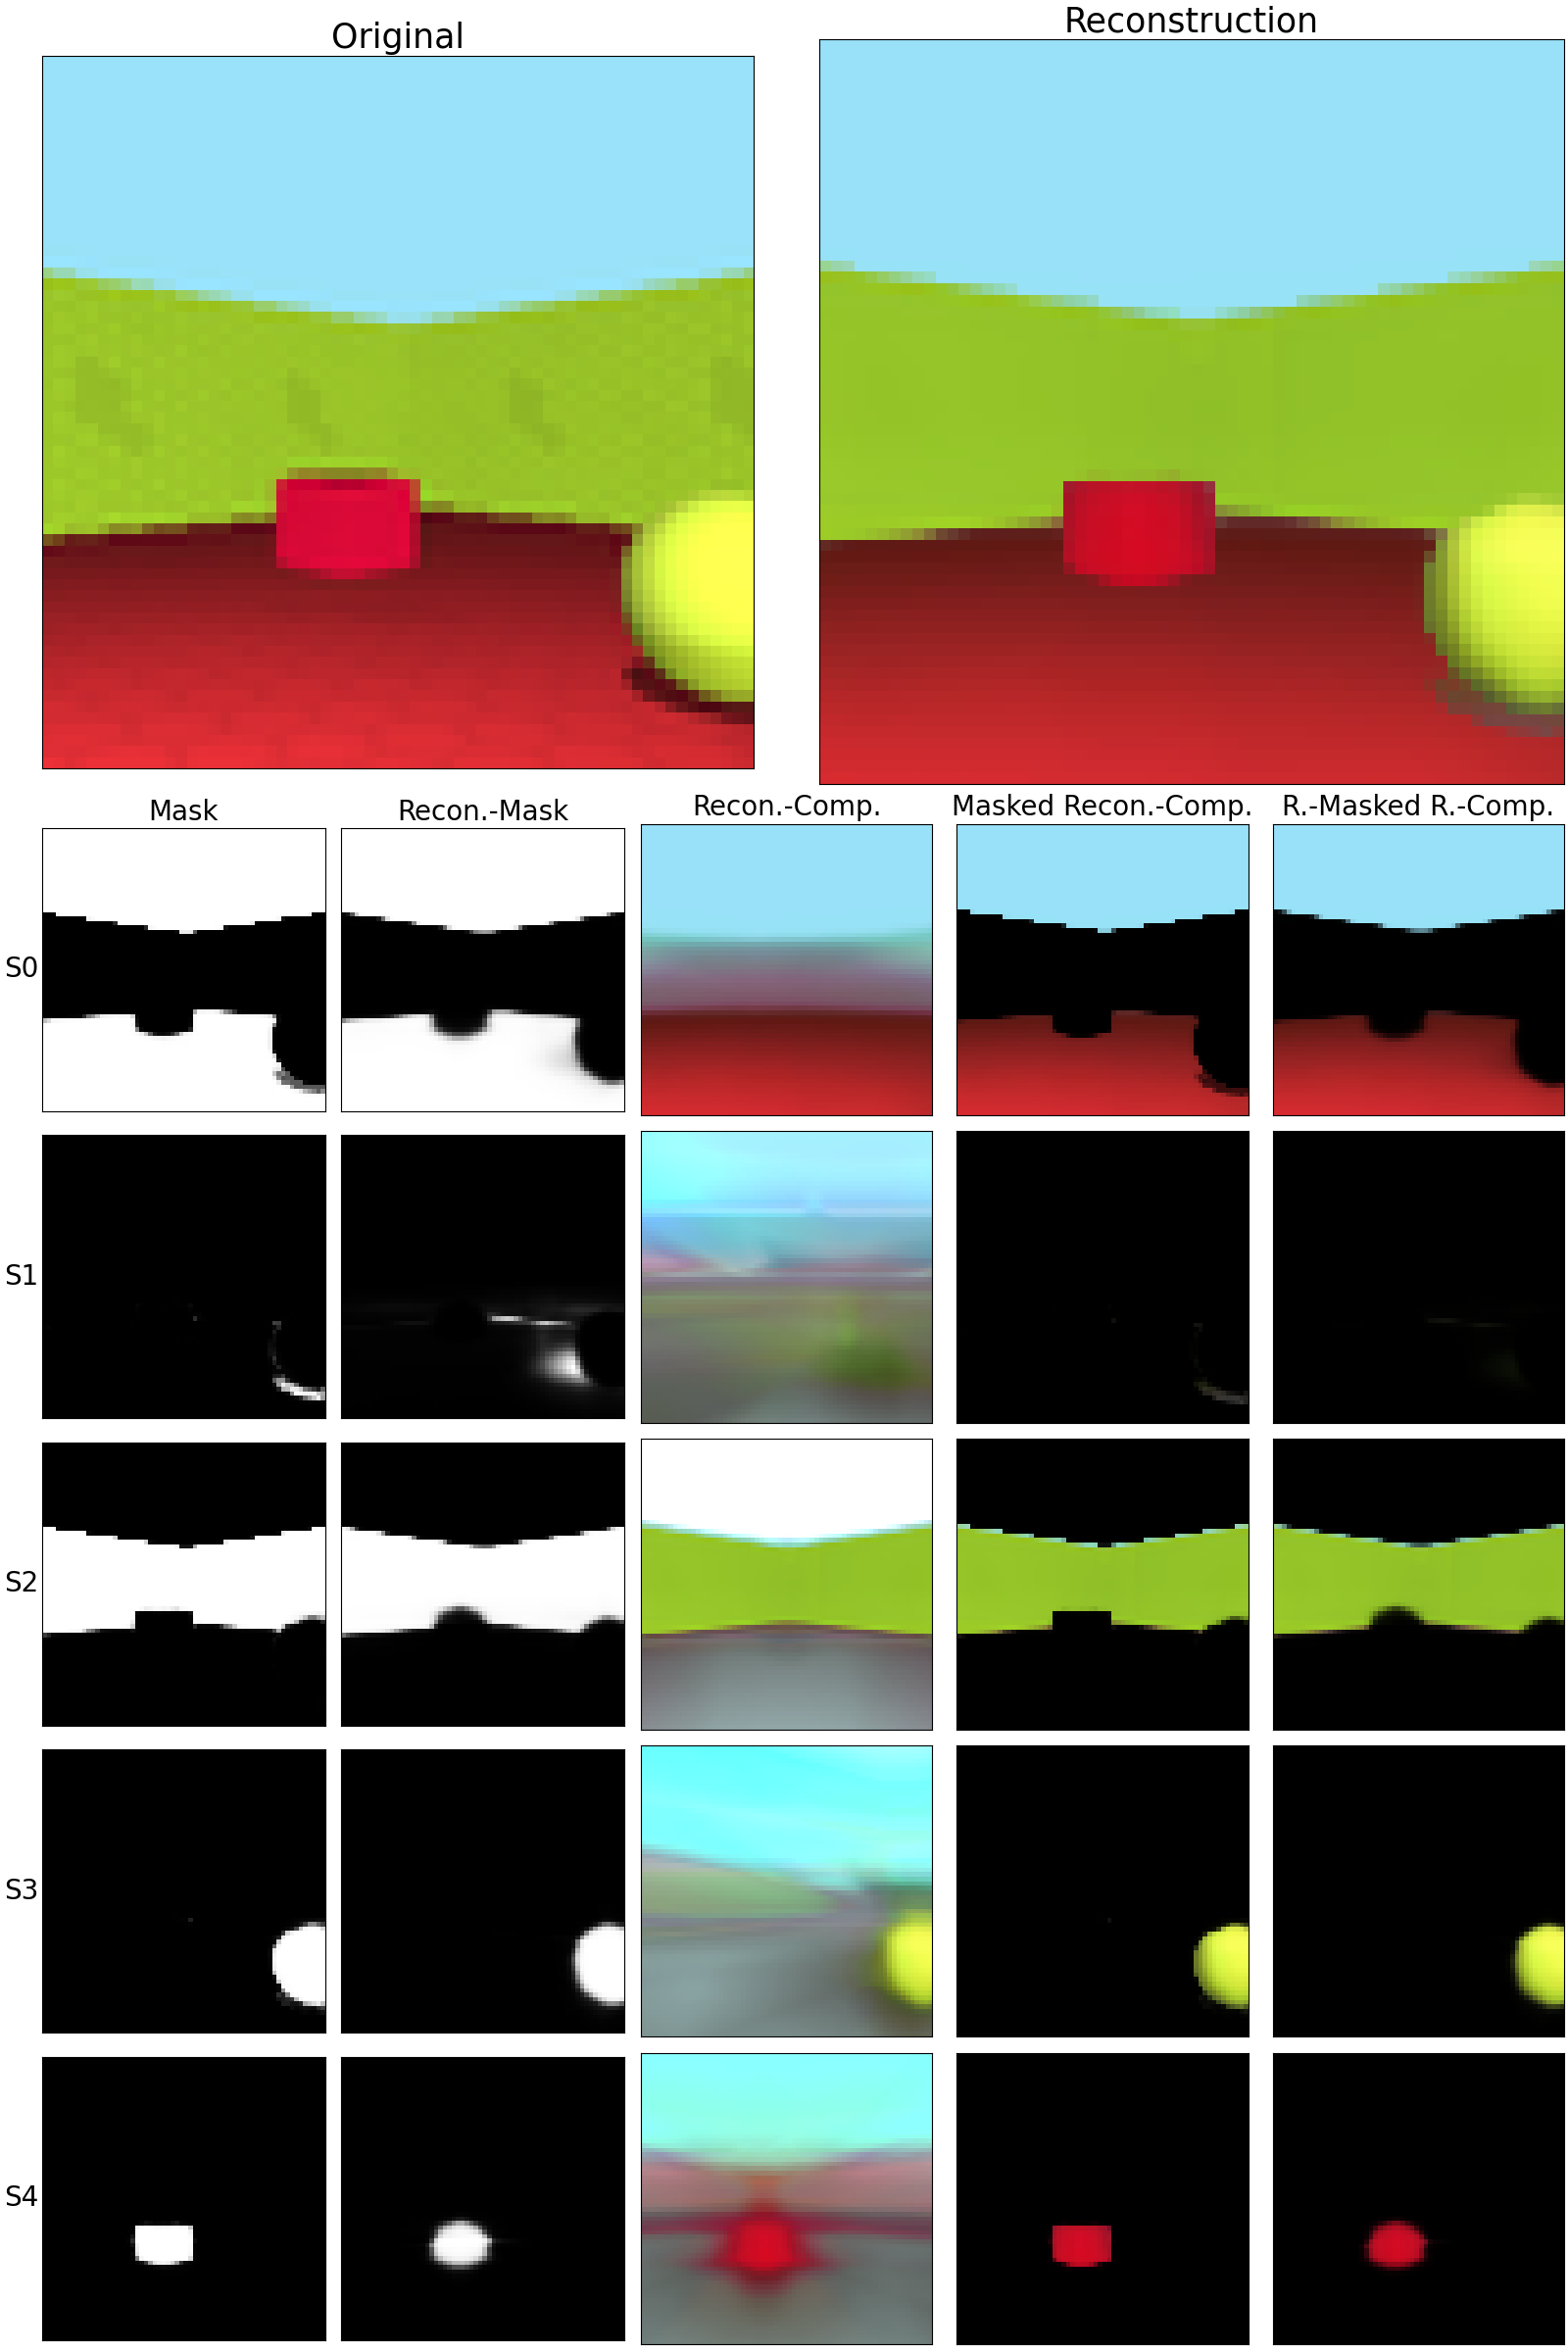 Original
Reconstruction
Mask
Recon.-Mask
Recon.-Comp.
Masked Recon.-Comp.
R.-Masked R.-Comp.
S0
S1
S2
S3
S4